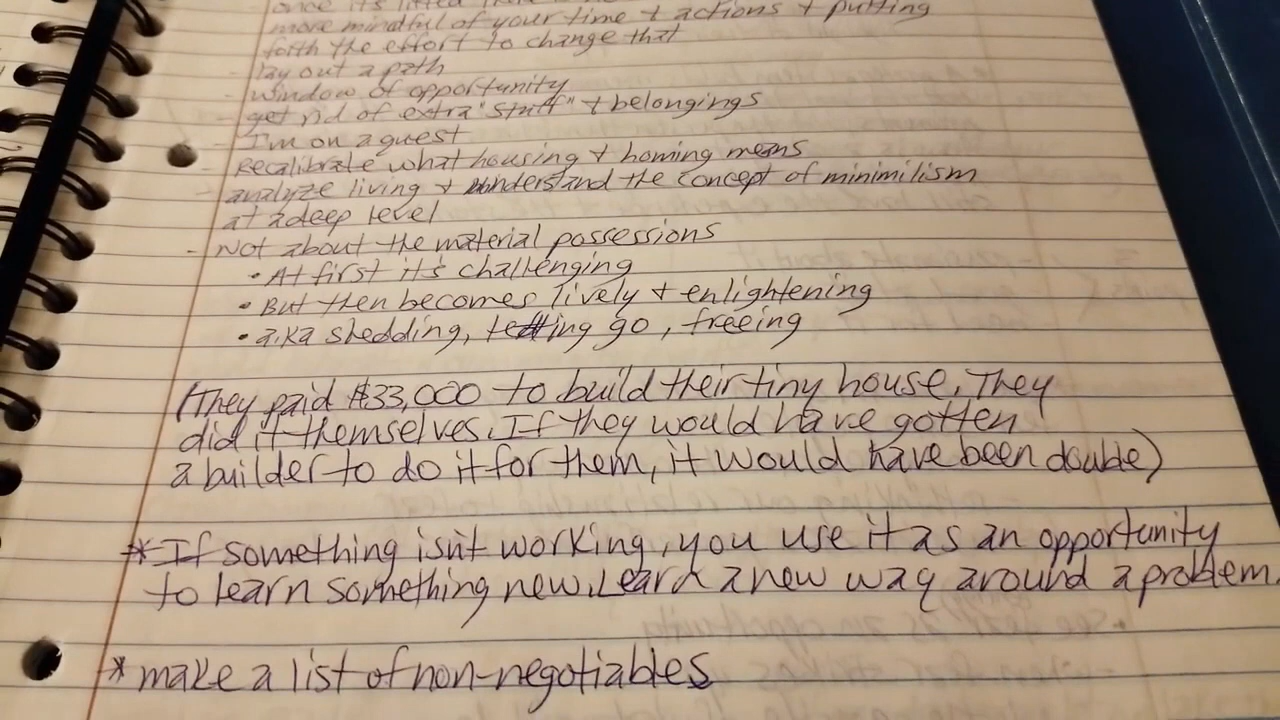 once it's lifted there is
more mindful of your time + actions + putting
forth the effort to change that
- lay out a path
- window of opportunity
- get rid of extra "stuff" + belongings
- I'm on a quest
- Recalibrate what housing + homing means
- analyze living + understand the concept of minimilism
at a deep level
- Not about the material possessions
• At first it's challenging
• But then becomes lively + enlightening
• a.k.a shedding, letting go, freeing
(They paid $33,000 to build their tiny house. They
did it themselves. If they would have gotten
a builder to do it for them, it would have been double)
* If something isn't working, you use it as an opportunity
to learn something new. Learn a new way around a problem.
* make a list of non-negotiables